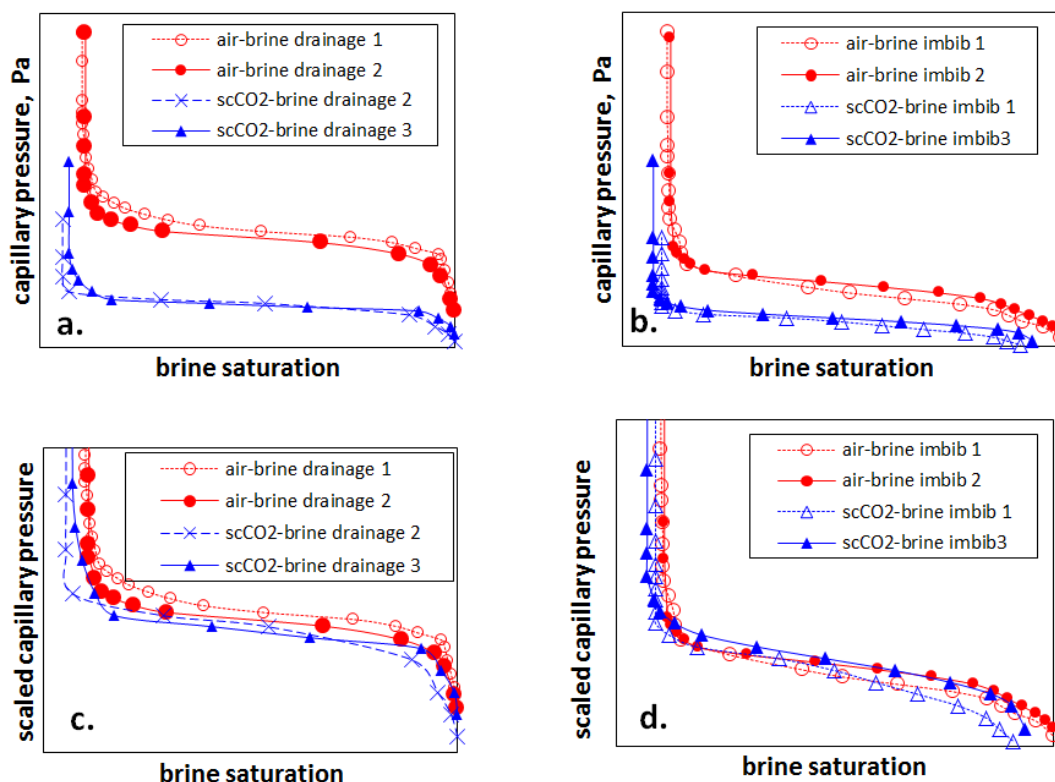 capillary pressure, Pa
air-brine drainage 1
air-brine drainage 2
scCO2-brine drainage 2
scCO2-brine drainage 3
a.
brine saturation
capillary pressure, Pa
air-brine imbib 1
air-brine imbib 2
scCO2-brine imbib 1
scCO2-brine imbib3
b.
brine saturation
scaled capillary pressure
air-brine drainage 1
air-brine drainage 2
scCO2-brine drainage 2
scCO2-brine drainage 3
c.
brine saturation
scaled capillary pressure
air-brine imbib 1
air-brine imbib 2
scCO2-brine imbib 1
scCO2-brine imbib3
d.
brine saturation